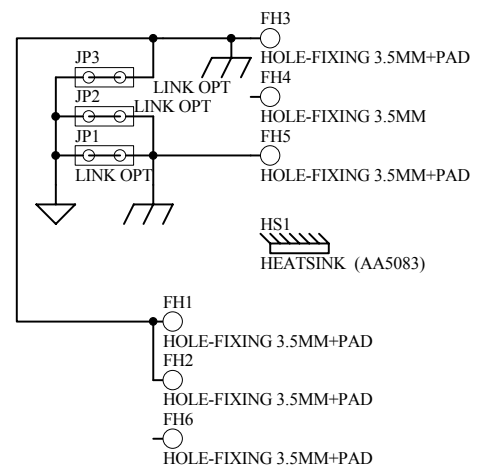 FH3
HOLE-FIXING 3.5MM+PAD
JP3
LINK OPT
FH4
HOLE-FIXING 3.5MM
JP2
LINK OPT
JP1
LINK OPT
FH5
HOLE-FIXING 3.5MM+PAD
HS1
HEATSINK (AA5083)
FH1
HOLE-FIXING 3.5MM+PAD
FH2
HOLE-FIXING 3.5MM+PAD
FH6
HOLE-FIXING 3.5MM+PAD